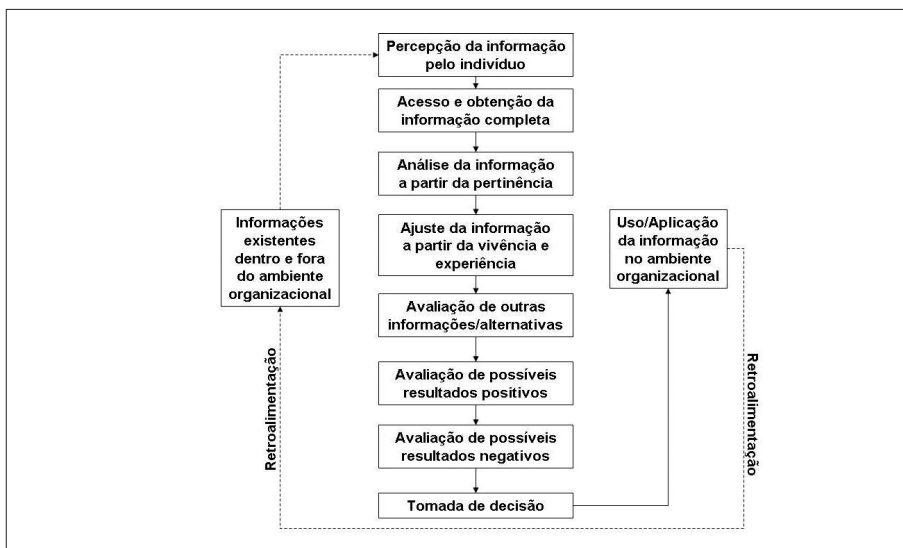 Percepção da informação
pelo indivíduo
Acesso e obtenção da
informação completa
Análise da informação
a partir da pertinência
Ajuste da informação
a partir da vivência e
experiência
Avaliação de outras
informações/alternativas
Avaliação de possíveis
resultados positivos
Avaliação de possíveis
resultados negativos
Tomada de decisão
Informações
existentes
dentro e fora
do ambiente
organizacional
Uso/Aplicação
da informação
no ambiente
organizacional
Retroalimentação
Retroalimentação